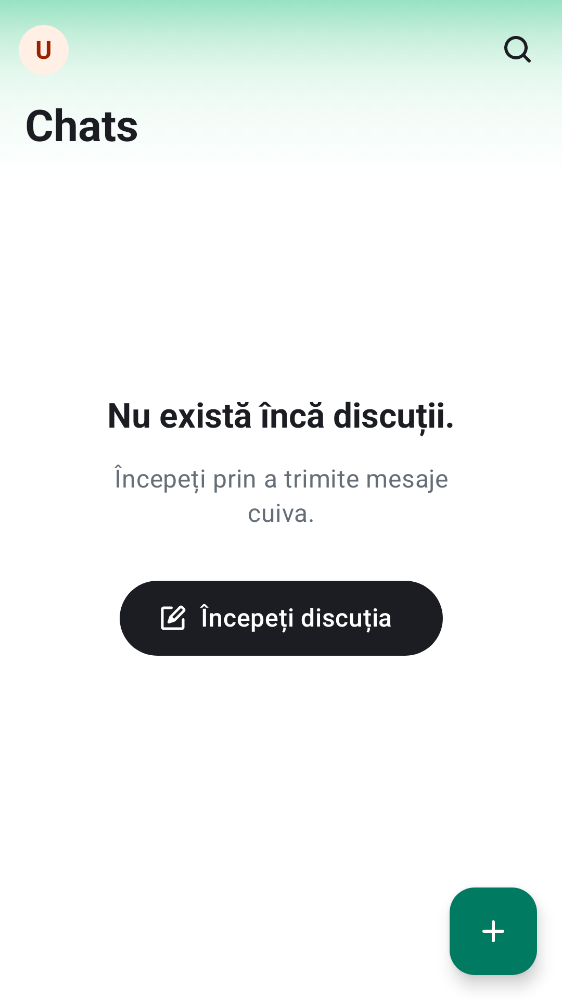 U
Chats
Nu există încă discuții.
Începeți prin a trimite mesaje
cuiva.
Începeți discuția